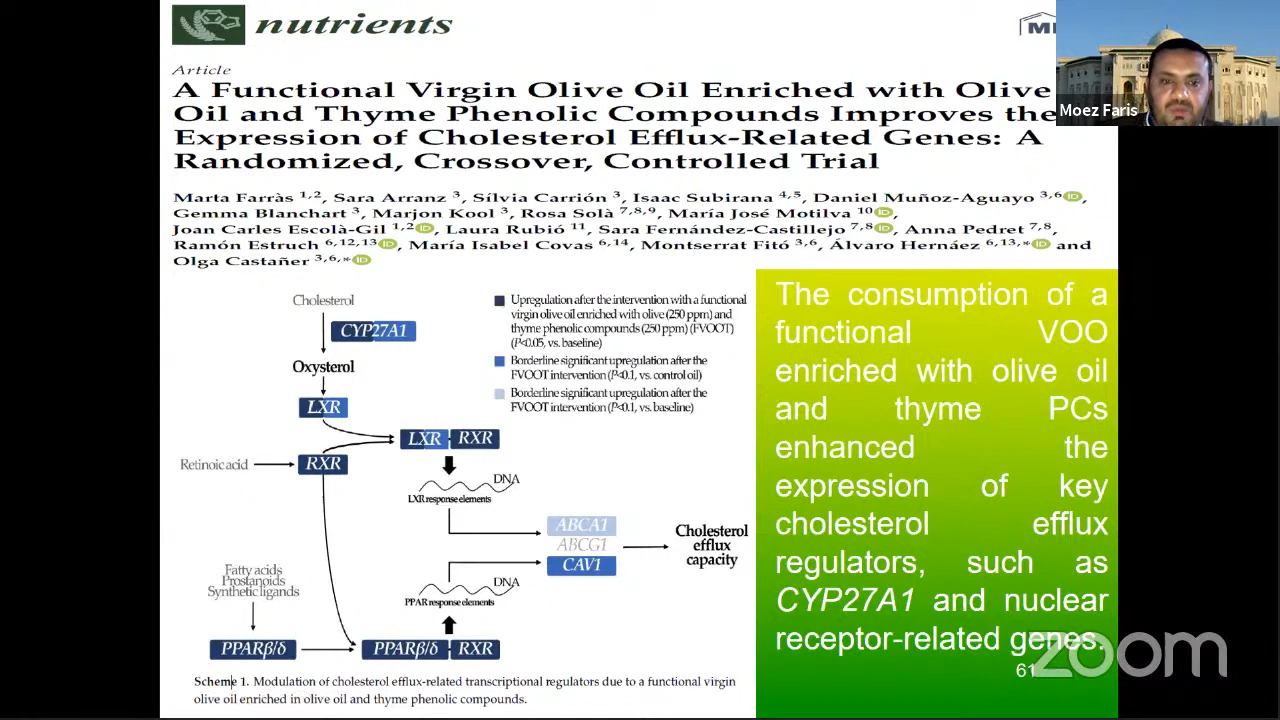 nutrients
Article
A Functional Virgin Olive Oil Enriched with Olive
Oil and Thyme Phenolic Compounds Improves the
Expression of Cholesterol Efflux-Related Genes: A
Randomized, Crossover, Controlled Trial
Marta Farràs 1,2, Sara Arranz 3, Sílvia Carrión 3, Isaac Subirana 4,5, Daniel Muñoz-Aguayo 3,6 iD,
Gemma Blanchart 3, Marjon Kool 3, Rosa Solà 7,8,9, María José Motilva 10 iD,
Joan Carles Escolà-Gil 1,2 iD, Laura Rubió 11, Sara Fernández-Castillejo 7,8 iD, Anna Pedret 7,8,
Ramón Estruch 6,12,13 iD, María Isabel Covas 6,14, Montserrat Fitó 3,6, Álvaro Hernáez 6,13,* iD and
Olga Castañer 3,6,* iD
Moez Faris
Cholesterol
CYP27A1
Oxysterol
LXR
LXR RXR
Retinoic acid
RXR
DNA
LXR response elements
ABCA1
ABCG1
CAV1
Cholesterol
efflux
capacity
Fatty acids
Prostanoids
Synthetic ligands
DNA
PPAR response elements
PPARβ/δ
PPARβ/δ RXR
Upregulation after the intervention with a functional
virgin olive oil enriched with olive (250 ppm) and
thyme phenolic compounds (250 ppm) (FVOOT)
(P<0.05, vs. baseline)
Borderline significant upregulation after the
FVOOT intervention (P<0.1, vs. control oil)
Borderline significant upregulation after the
FVOOT intervention (P<0.1, vs. baseline)
Scheme 1. Modulation of cholesterol efflux-related transcriptional regulators due to a functional virgin
olive oil enriched in olive oil and thyme phenolic compounds.
The consumption of a
functional VOO
enriched with olive oil
and thyme PCs
enhanced the
expression of key
cholesterol efflux
regulators, such as
CYP27A1 and nuclear
receptor-related genes.
61
zoom